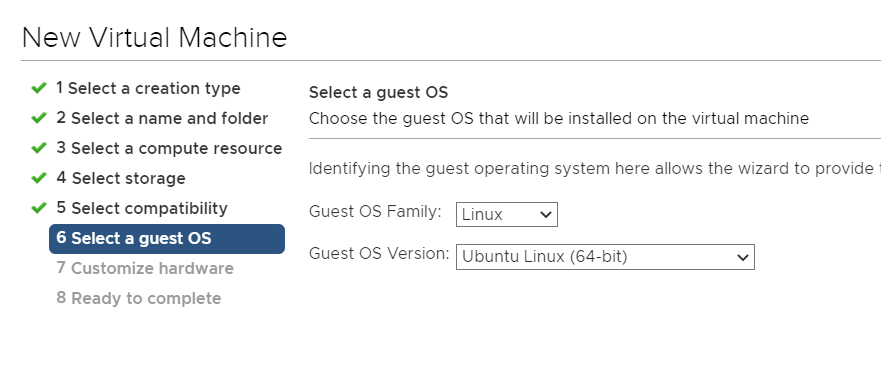 New Virtual Machine
1 Select a creation type
2 Select a name and folder
3 Select a compute resource
4 Select storage
5 Select compatibility
6 Select a guest OS
7 Customize hardware
8 Ready to complete
Select a guest OS
Choose the guest OS that will be installed on the virtual machine
Identifying the guest operating system here allows the wizard to provide
Guest OS Family: Linux
Guest OS Version: Ubuntu Linux (64-bit)